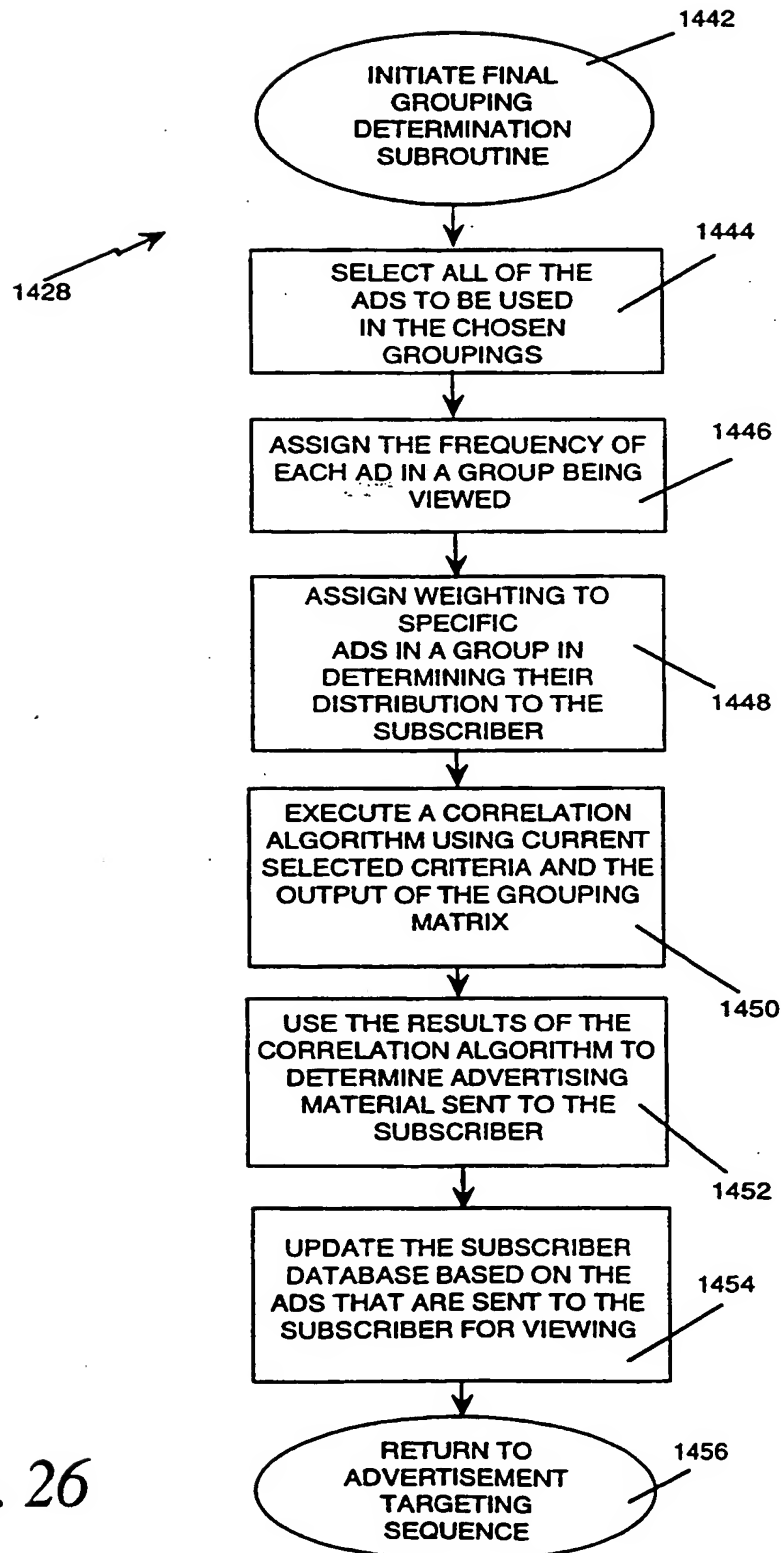 1442
INITIATE FINAL
GROUPING
DETERMINATION
SUBROUTINE
1428
1444
SELECT ALL OF THE
ADS TO BE USED
IN THE CHOSEN
GROUPINGS
1446
ASSIGN THE FREQUENCY OF
EACH AD IN A GROUP BEING
VIEWED
ASSIGN WEIGHTING TO
SPECIFIC
ADS IN A GROUP IN
DETERMINING THEIR
DISTRIBUTION TO THE
SUBSCRIBER
1448
EXECUTE A CORRELATION
ALGORITHM USING CURRENT
SELECTED CRITERIA AND THE
OUTPUT OF THE GROUPING
MATRIX
1450
USE THE RESULTS OF THE
CORRELATION ALGORITHM TO
DETERMINE ADVERTISING
MATERIAL SENT TO THE
SUBSCRIBER
1452
UPDATE THE SUBSCRIBER
DATABASE BASED ON THE
ADS THAT ARE SENT TO THE
SUBSCRIBER FOR VIEWING
1454
RETURN TO
ADVERTISEMENT
TARGETING
SEQUENCE
1456
. 26